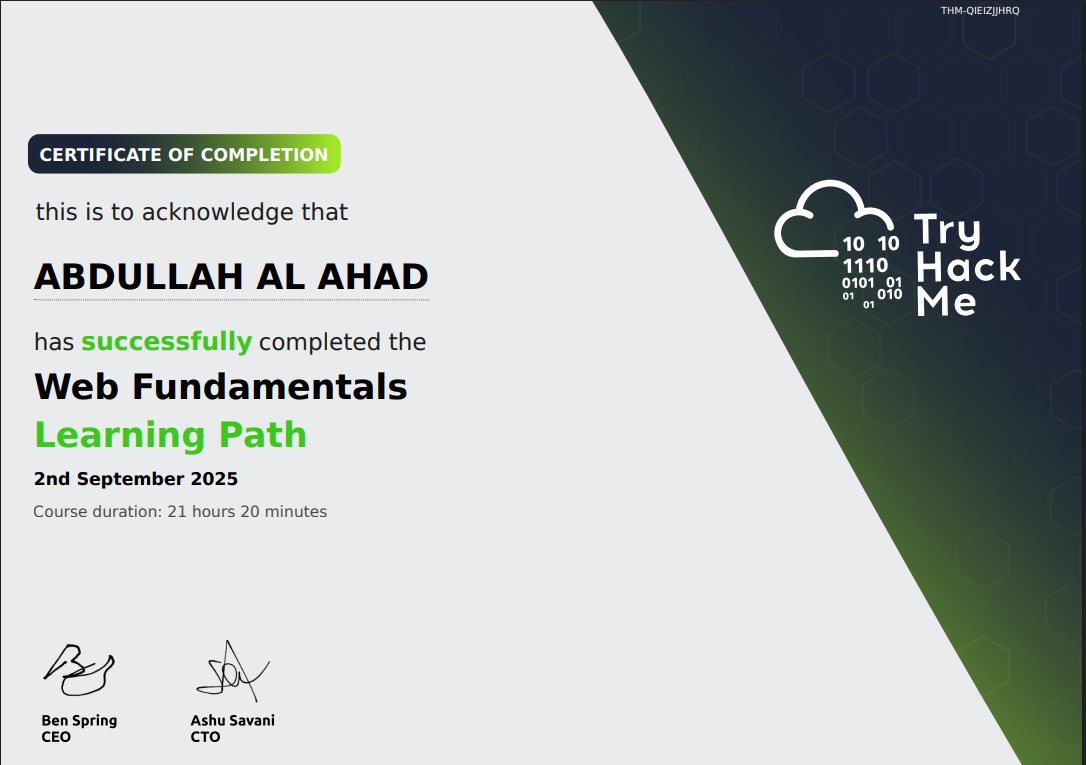 THM-QIEIZJJHRQ
CERTIFICATE OF COMPLETION
this is to acknowledge that
ABDULLAH AL AHAD
has successfully completed the
Web Fundamentals
Learning Path
2nd September 2025
Course duration: 21 hours 20 minutes
10 10
1110
0101 01
01 010
01
Try
Hack
Me
Ben Spring
CEO
Ashu Savani
CTO